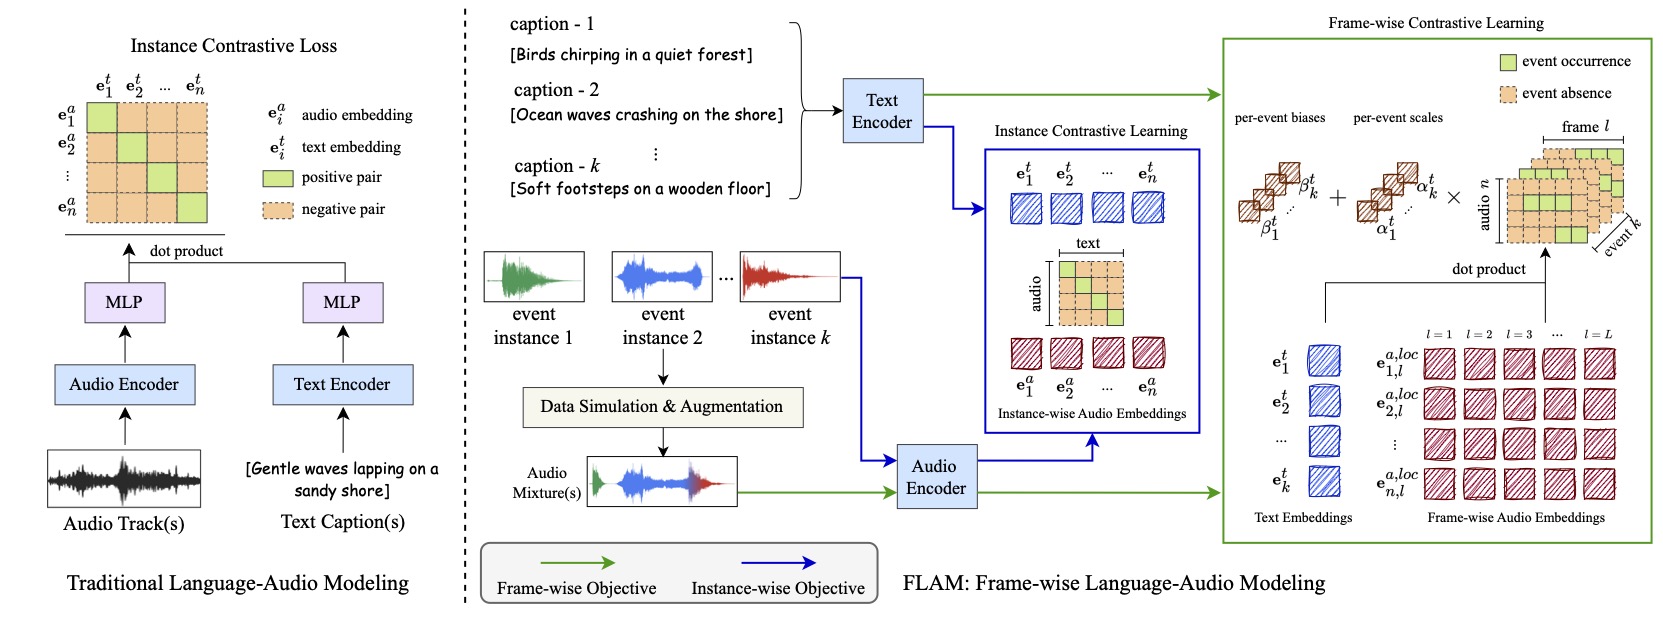 Instance Contrastive Loss
e_1^t e_2^t ... e_n^t
e_1^a
e_2^a
⋮
e_n^a
e_i^a audio embedding
e_i^t text embedding
positive pair
negative pair
dot product
MLP MLP
Audio Encoder Text Encoder
[Gentle waves lapping on a
sandy shore]
Audio Track(s) Text Caption(s)
Traditional Language-Audio Modeling
caption - 1
[Birds chirping in a quiet forest]
caption - 2
[Ocean waves crashing on the shore]
⋮
caption - k
[Soft footsteps on a wooden floor]
Text
Encoder
...
event
instance 1
event
instance 2
event
instance k
Data Simulation & Augmentation
Audio
Mixture(s)
Audio
Encoder
Instance Contrastive Learning
e_1^t e_2^t ... e_n^t
text
audio
e_1^a e_2^a ... e_n^a
Instance-wise Audio Embeddings
Frame-wise Objective Instance-wise Objective
FLAM: Frame-wise Language-Audio Modeling
Frame-wise Contrastive Learning
event occurrence
event absence
per-event biases per-event scales
frame l
β_1^t ... β_k^t + α_1^t ... α_k^t ×
audio n
event k
dot product
l = 1 l = 2 l = 3 ... l = L
e_1^t
e_2^t
...
e_k^t
e_{1,l}^{a,loc}
e_{2,l}^{a,loc}
⋮
e_{n,l}^{a,loc}
Text Embeddings Frame-wise Audio Embeddings